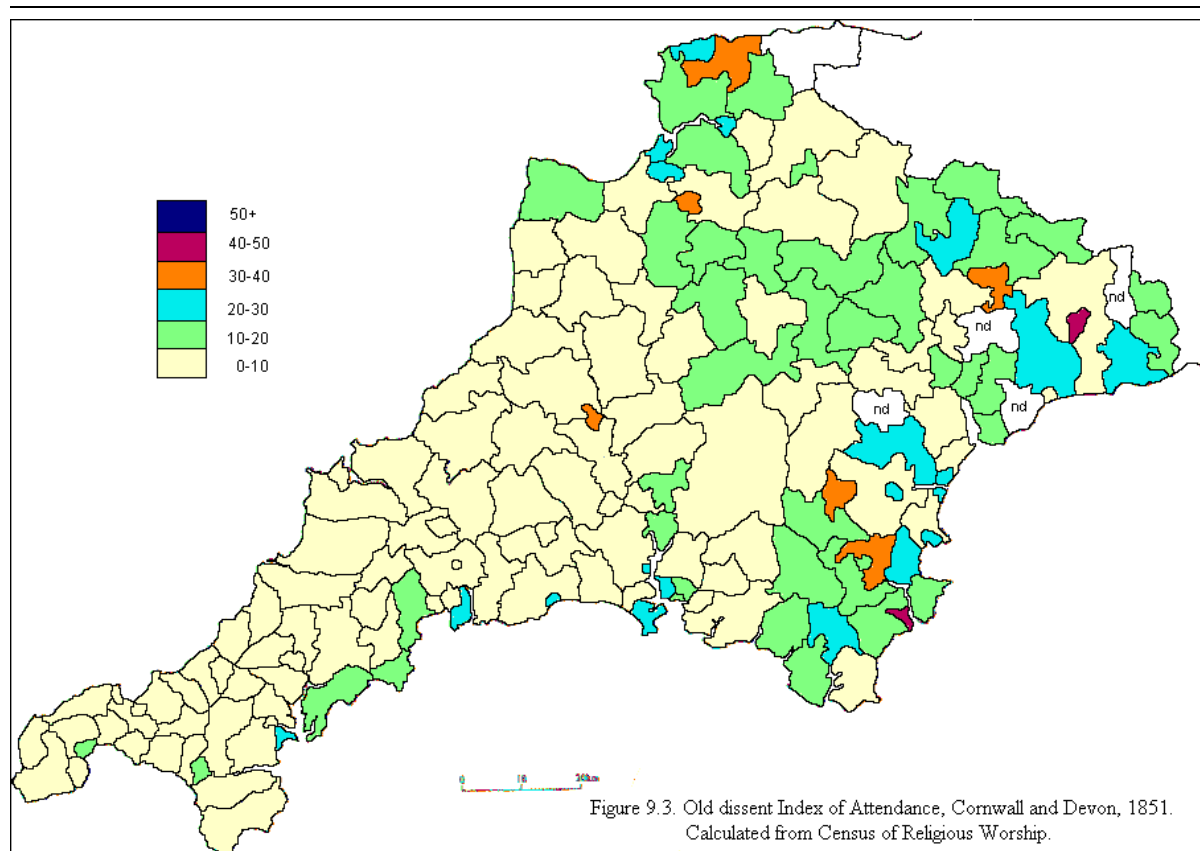 50+
40-50
30-40
20-30
10-20
0-10
nd
nd
nd
nd
0 10 20km
Figure 9.3. Old dissent Index of Attendance, Cornwall and Devon, 1851.
Calculated from Census of Religious Worship.